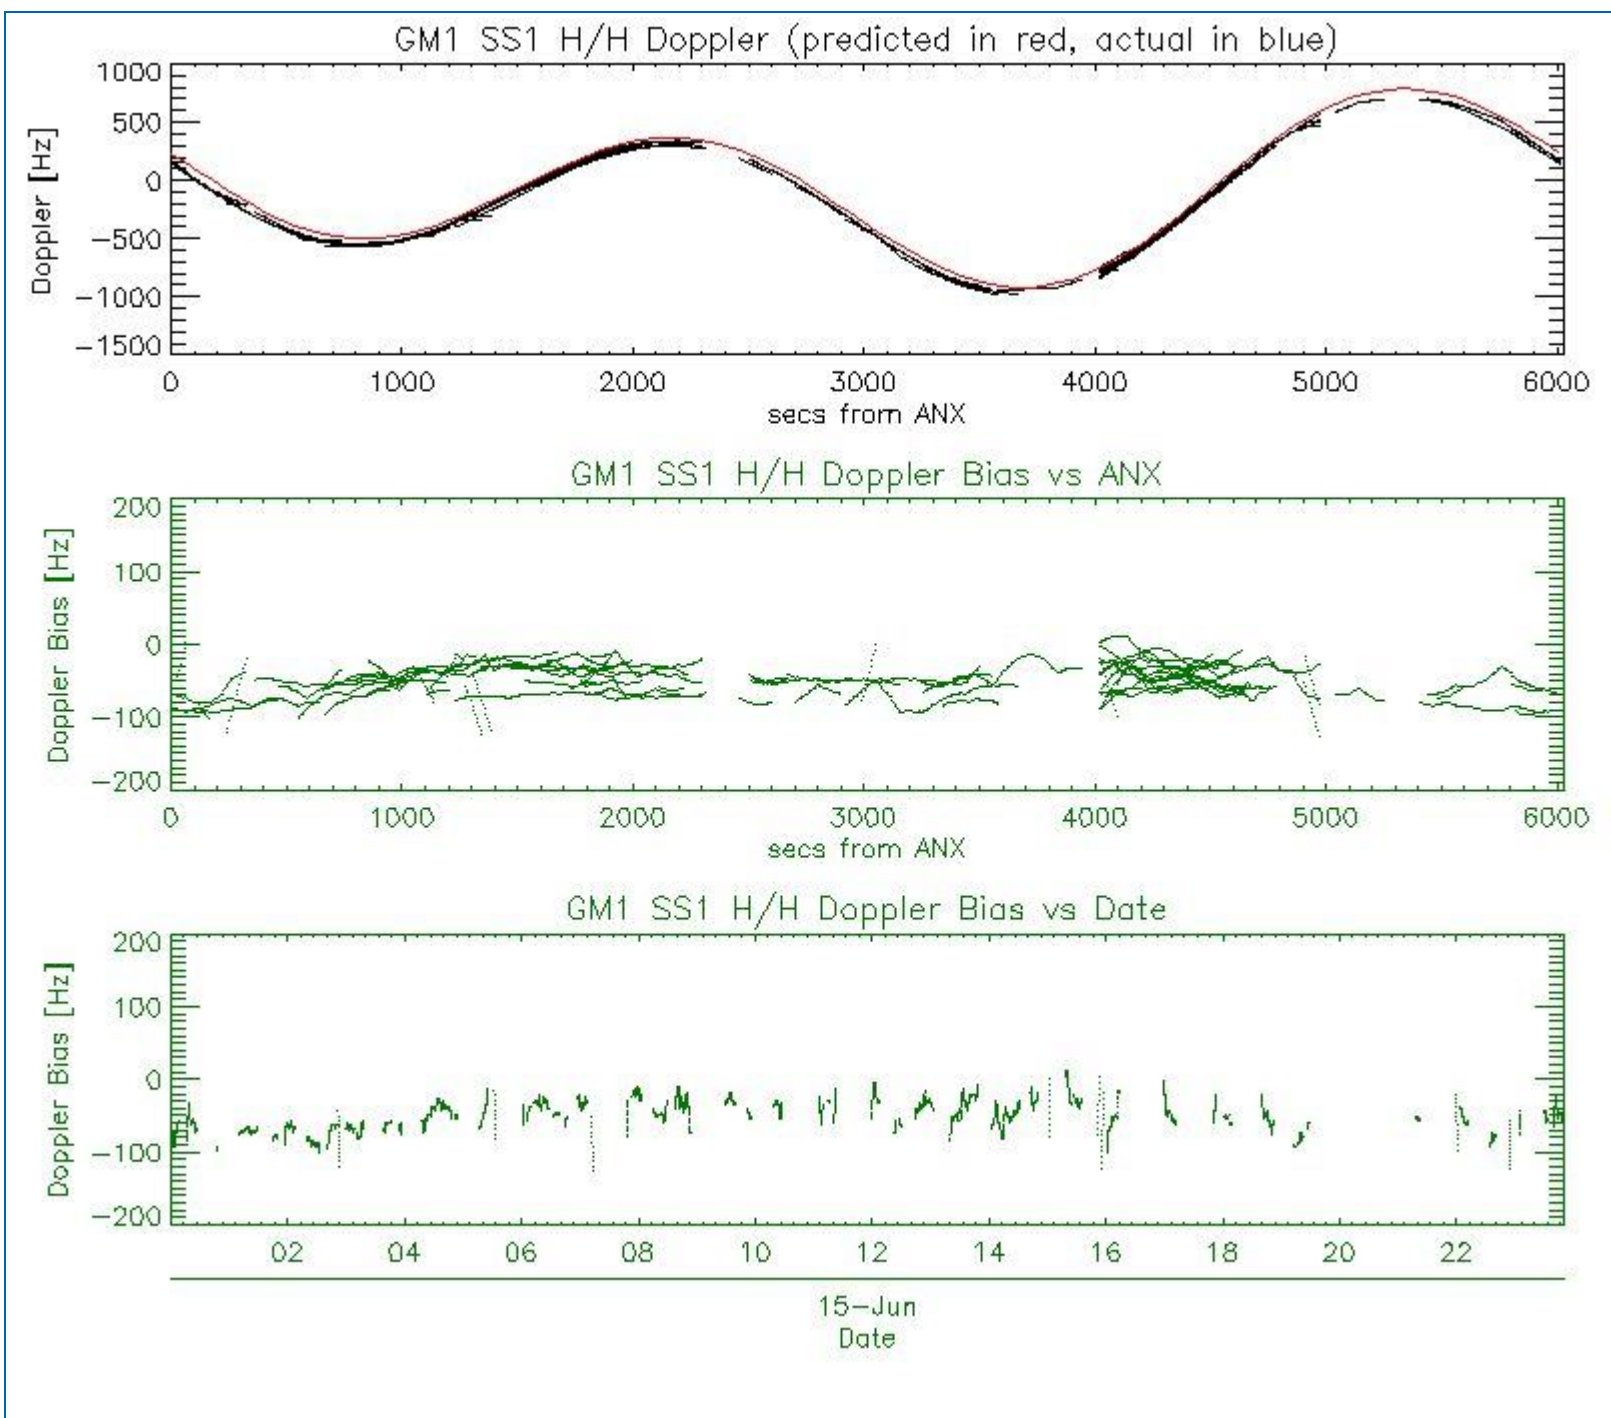 GM1 SS1 H/H Doppler (predicted in red, actual in blue)
1000
500
0
-500
-1000
-1500
Doppler [Hz]
0 1000 2000 3000 4000 5000 6000
secs from ANX
GM1 SS1 H/H Doppler Bias vs ANX
200
100
0
-100
-200
Doppler Bias [Hz]
0 1000 2000 3000 4000 5000 6000
secs from ANX
GM1 SS1 H/H Doppler Bias vs Date
200
100
0
-100
-200
Doppler Bias [Hz]
02 04 06 08 10 12 14 16 18 20 22
15-Jun
Date